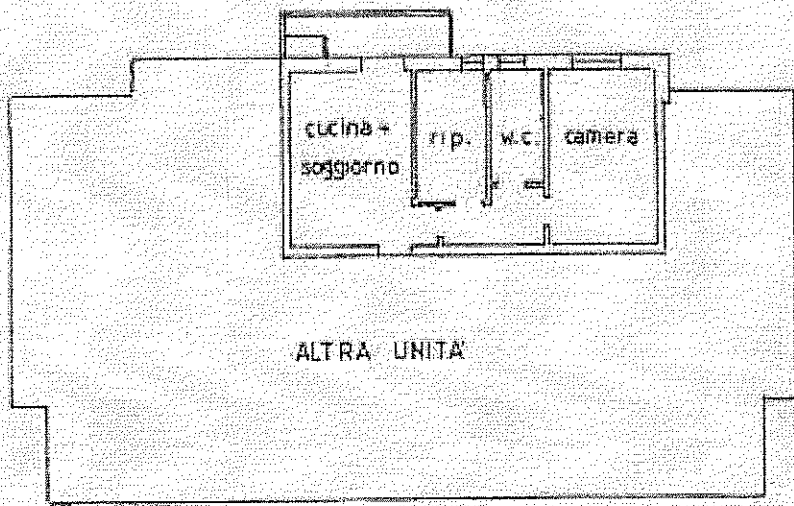 cucina +
soggiorno
rip.
w.c.
camera
ALTRA UNITA'